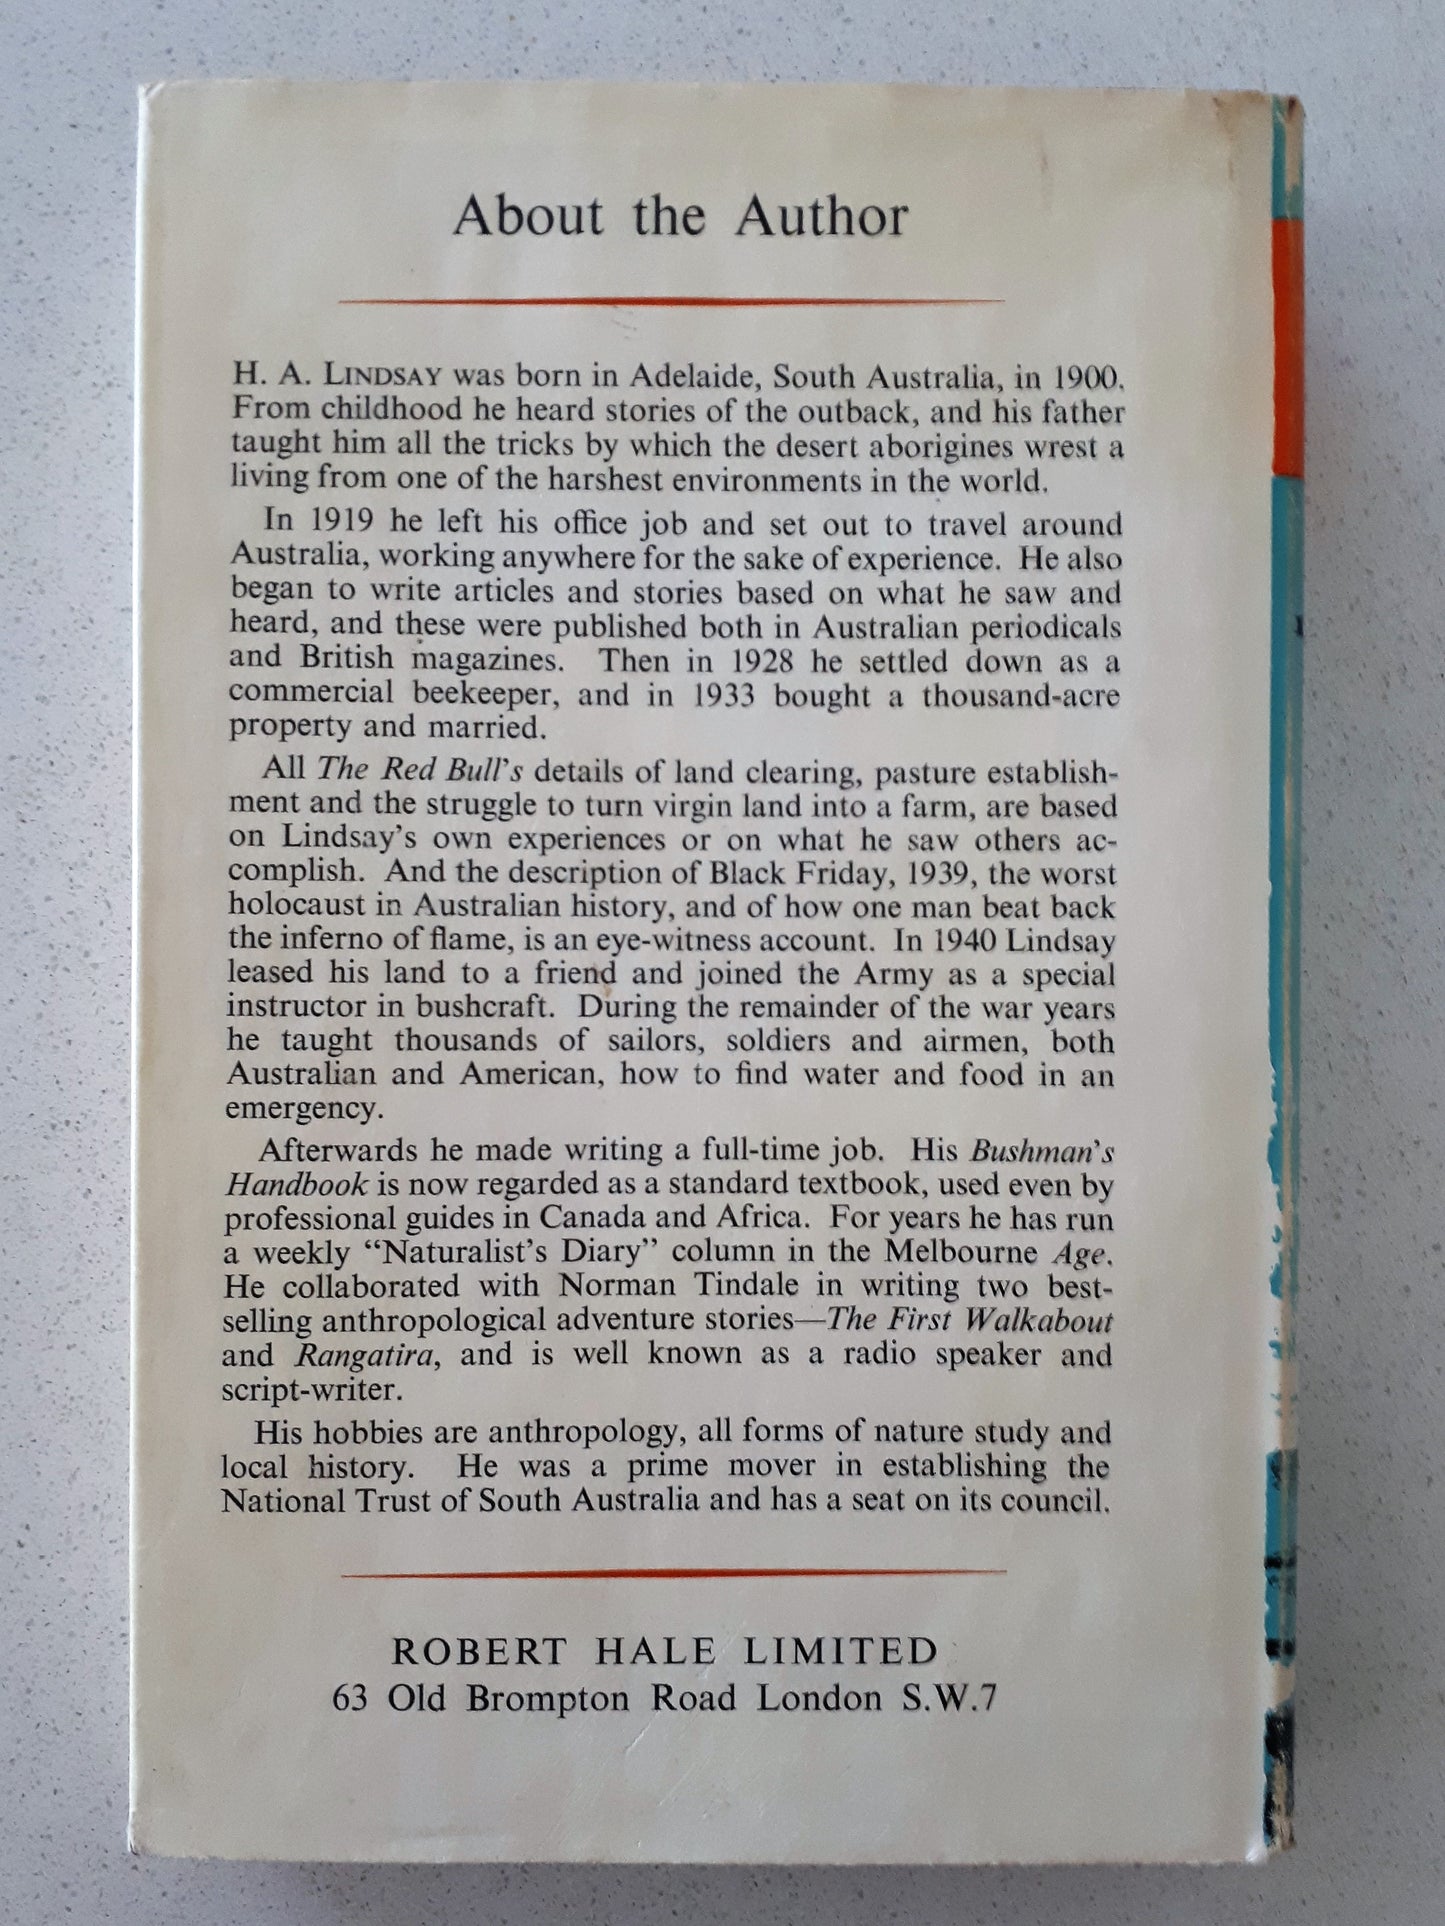 About the Author
H. A. LINDSAY was born in Adelaide, South Australia, in 1900.
From childhood he heard stories of the outback, and his father
taught him all the tricks by which the desert aborigines wrest a
living from one of the harshest environments in the world.
In 1919 he left his office job and set out to travel around
Australia, working anywhere for the sake of experience. He also
began to write articles and stories based on what he saw and
heard, and these were published both in Australian periodicals
and British magazines. Then in 1928 he settled down as a
commercial beekeeper, and in 1933 bought a thousand-acre
property and married.
All The Red Bull's details of land clearing, pasture establish-
ment and the struggle to turn virgin land into a farm, are based
on Lindsay's own experiences or on what he saw others ac-
complish. And the description of Black Friday, 1939, the worst
holocaust in Australian history, and of how one man beat back
the inferno of flame, is an eye-witness account. In 1940 Lindsay
leased his land to a friend and joined the Army as a special
instructor in bushcraft. During the remainder of the war years
he taught thousands of sailors, soldiers and airmen, both
Australian and American, how to find water and food in an
emergency.
Afterwards he made writing a full-time job. His Bushman's
Handbook is now regarded as a standard textbook, used even by
professional guides in Canada and Africa. For years he has run
a weekly “Naturalist's Diary” column in the Melbourne Age.
He collaborated with Norman Tindale in writing two best-
selling anthropological adventure stories—The First Walkabout
and Rangatira, and is well known as a radio speaker and
script-writer.
His hobbies are anthropology, all forms of nature study and
local history. He was a prime mover in establishing the
National Trust of South Australia and has a seat on its council.
ROBERT HALE LIMITED
63 Old Brompton Road London S.W.7